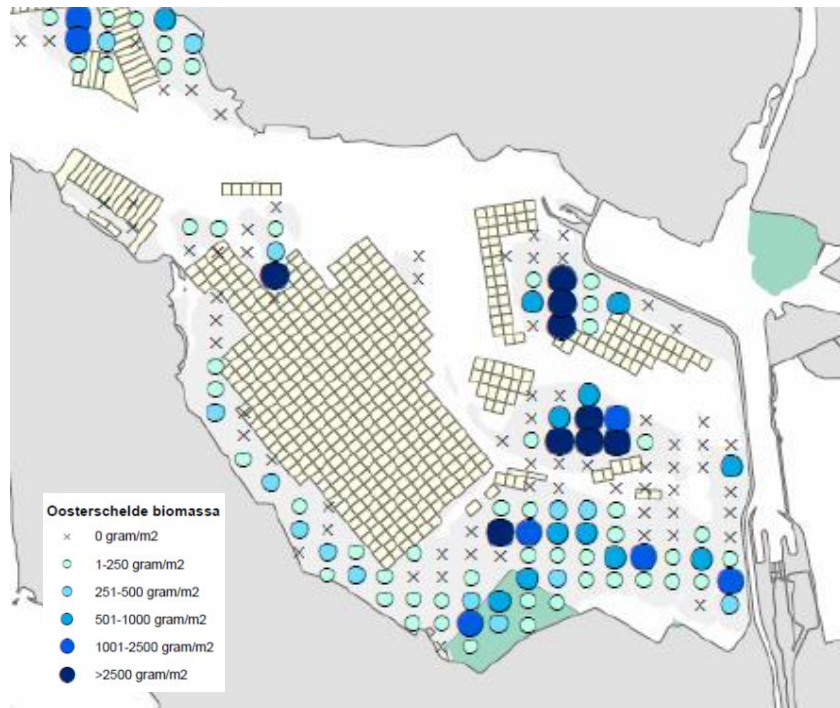 Oosterschelde biomassa
0 gram/m2
1-250 gram/m2
251-500 gram/m2
501-1000 gram/m2
1001-2500 gram/m2
>2500 gram/m2